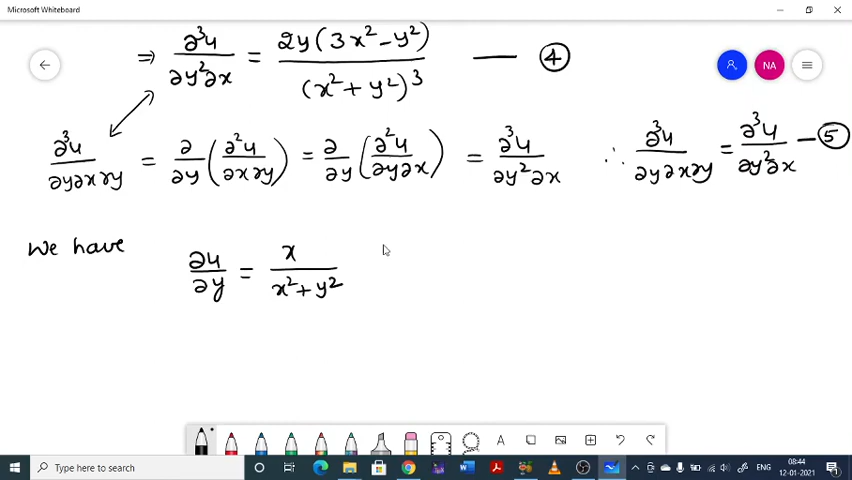 Microsoft Whiteboard
⇒ ∂³u/∂y²∂x = 2y(3x²-y²)/(x²+y²)³ — ④
NA
∂³u/∂y∂x∂y = ∂/∂y (∂²u/∂x∂y) = ∂/∂y (∂²u/∂y∂x) = ∂³u/∂y²∂x ∴ ∂³u/∂y∂x∂y = ∂³u/∂y²∂x — ⑤
We have
∂u/∂y = x/(x²+y²)
Type here to search
ENG
08:44
12-01-2021